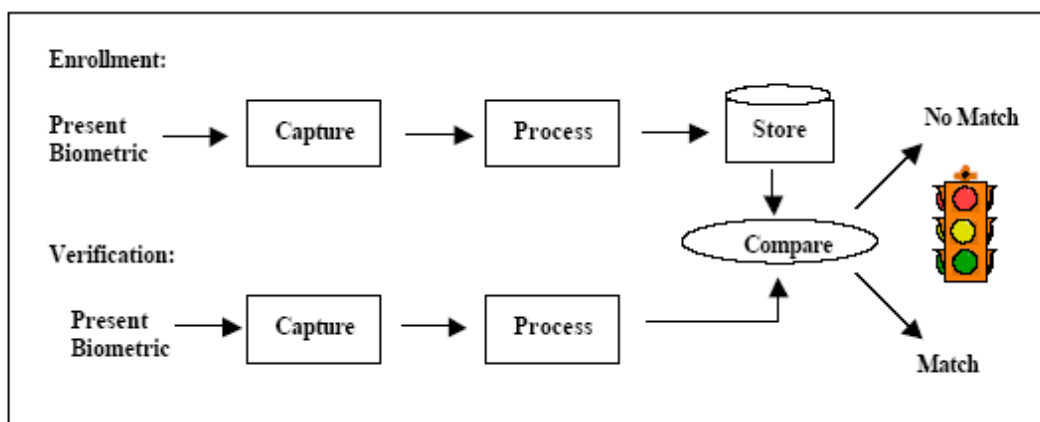 Enrollment:
Present
Biometric
Capture
Process
Store
No Match
Compare
Verification:
Present
Biometric
Capture
Process
Match